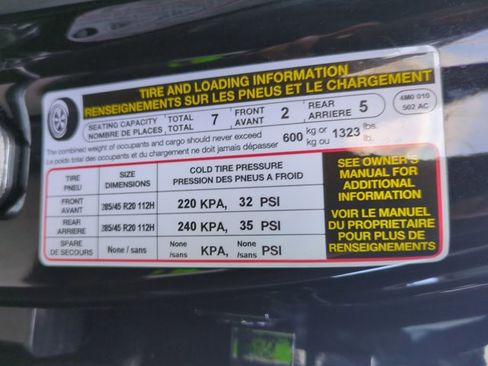 TIRE AND LOADING INFORMATION
RENSEIGNEMENTS SUR LES PNEUS ET LE CHARGEMENT
SEATING CAPACITY TOTAL 7 FRONT 2 REAR 5
NOMBRE DE PLACES TOTAL AVANT ARRIERE
4M0 010
502 AC
The combined weight of occupants and cargo should never exceed 600 kg or 1323 lbs.
Le poids total des occupants et du chargement ne doit jamais dépasser kg ou lb.
TIRE SIZE COLD TIRE PRESSURE
PNEU DIMENSIONS PRESSION DES PNEUS A FROID
FRONT
AVANT 285/45 R20 112H 220 KPA, 32 PSI
REAR
ARRIERE 285/45 R20 112H 240 KPA, 35 PSI
SPARE
DE SECOURS None / sans None /sans KPA, None /sans PSI
SEE OWNER'S
MANUAL FOR
ADDITIONAL
INFORMATION
VOIR LE MANUEL
DU PROPRIETAIRE
POUR PLUS DE
RENSEIGNEMENTS